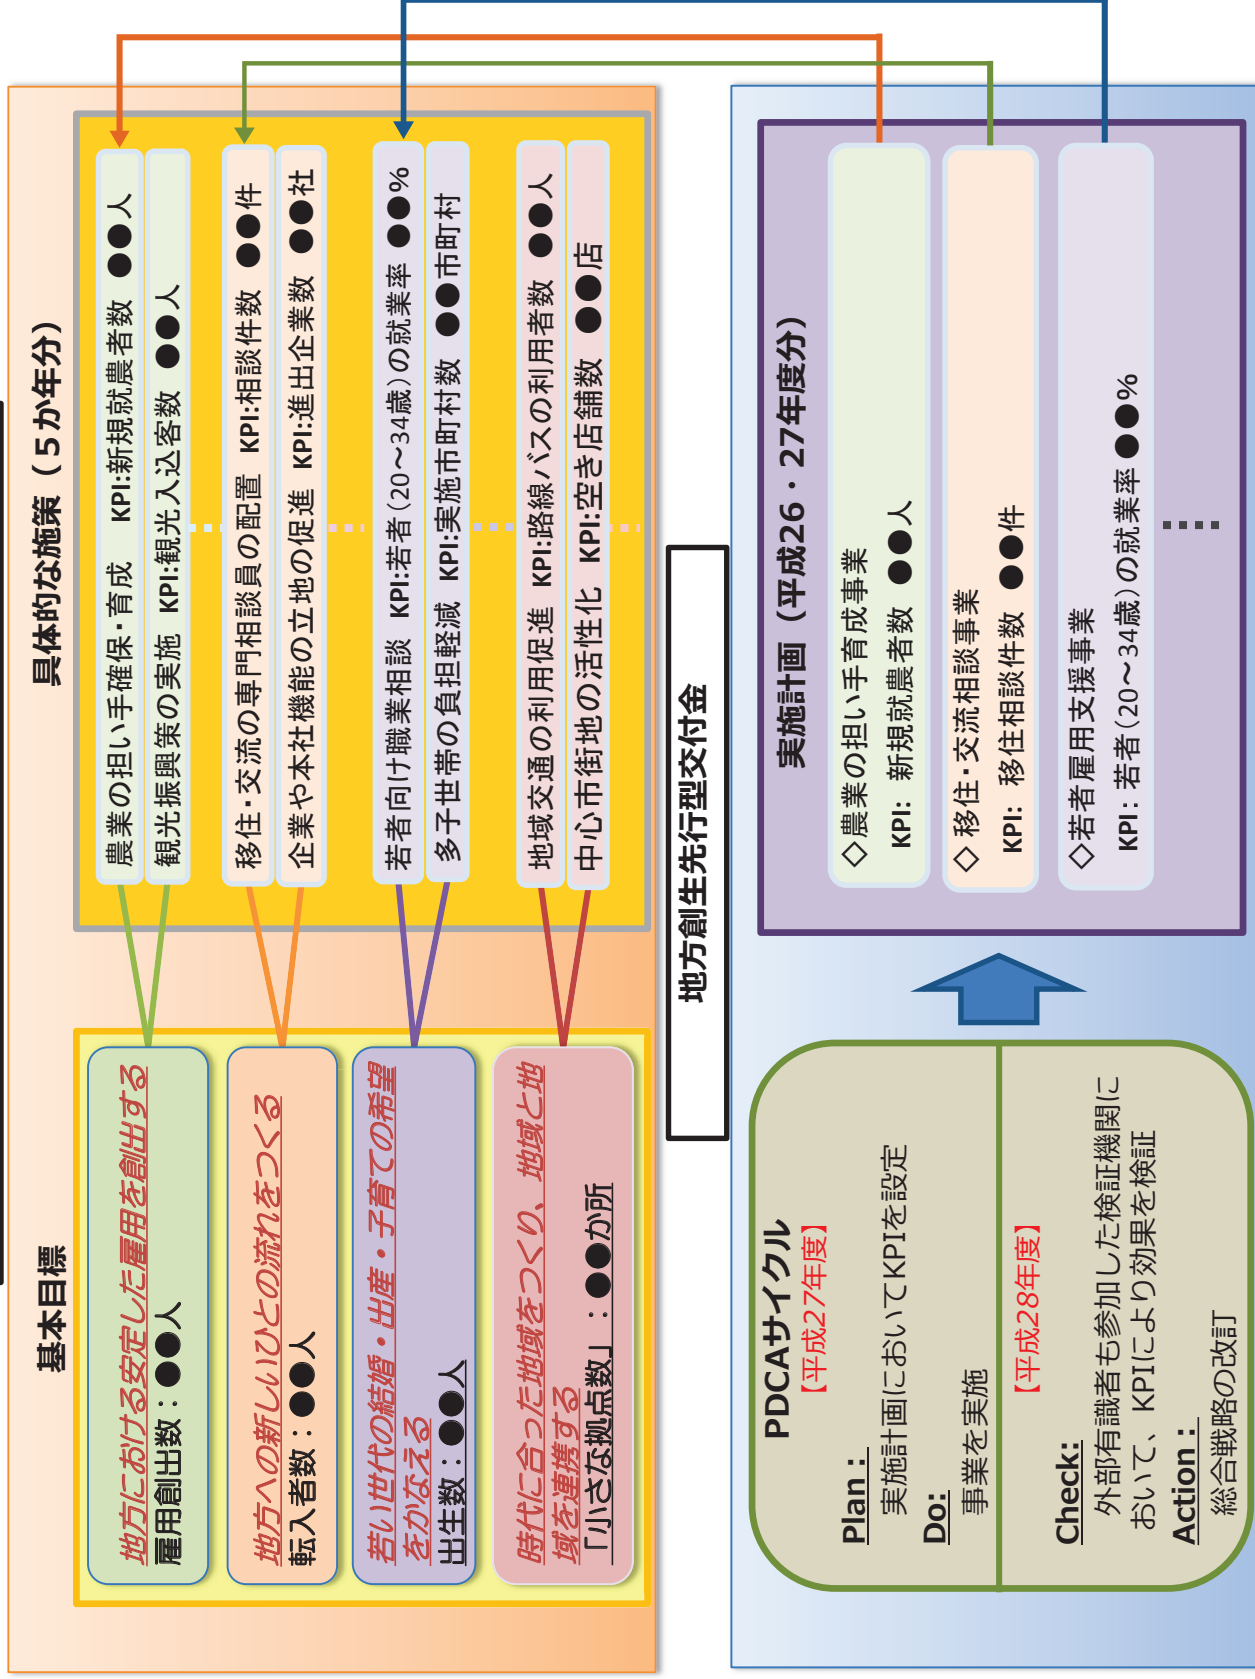 基本目標
地方における安定した雇用を創出する
雇用創出数：●●人
地方への新しいひとの流れをつくる
転入者数：●●人
若い世代の結婚・出産・子育ての希望
をかなえる
出生数：●●人
時代に合った地域をつくり、地域と地
域を連携する
「小さな拠点数」：●●か所
具体的な施策（５か年分）
農業の担い手確保・育成　KPI:新規就農者数　●●人
観光振興策の実施　KPI:観光入込客数　●●人
移住・交流の専門相談員の配置　KPI:相談件数　●●件
企業や本社機能の立地の促進　KPI:進出企業数　●●社
若者向け職業相談　KPI:若者(20～34歳)の就業率　●●%
多子世帯の負担軽減　KPI:実施市町村数　●●市町村
地域交通の利用促進　KPI:路線バスの利用者数　●●人
中心市街地の活性化　KPI:空き店舗数　●●店
地方創生先行型交付金
PDCAサイクル
【平成27年度】
Plan：
実施計画においてKPIを設定
Do:
事業を実施
【平成28年度】
Check:
外部有識者も参加した検証機関に
おいて、KPIにより効果を検証
Action：
総合戦略の改訂
実施計画（平成26・27年度分）
◇農業の担い手育成事業
KPI:　新規就農者数　●●人
◇移住・交流相談事業
KPI:　移住相談件数　●●件
◇若者雇用支援事業
KPI: 若者(20～34歳)の就業率●●%